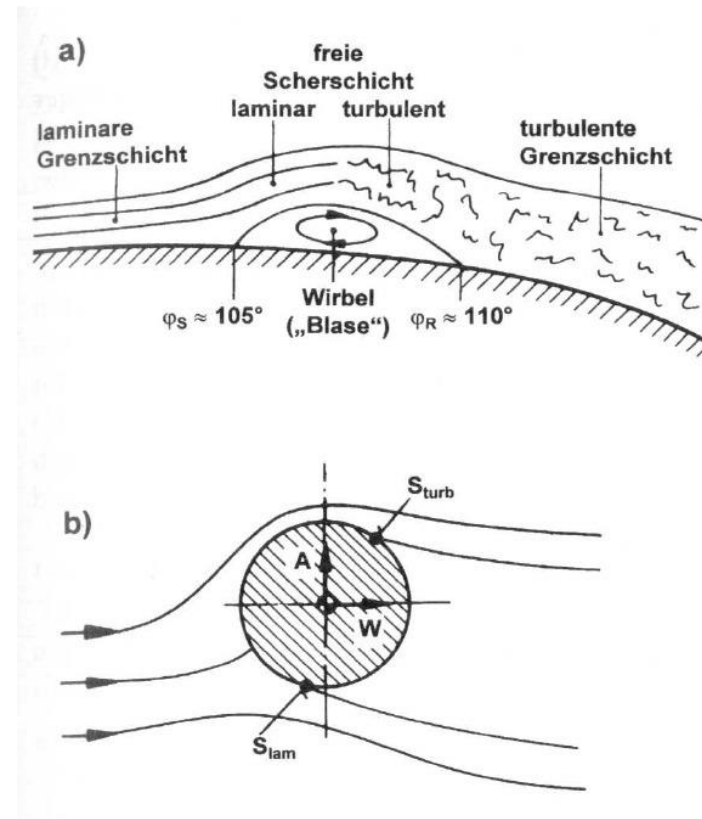 a)
freie
Scherschicht
laminar turbulent
laminare
Grenzschicht
turbulente
Grenzschicht
φS ≈ 105°
Wirbel
(„Blase“)
φR ≈ 110°
b)
Sturb
A
W
Slam